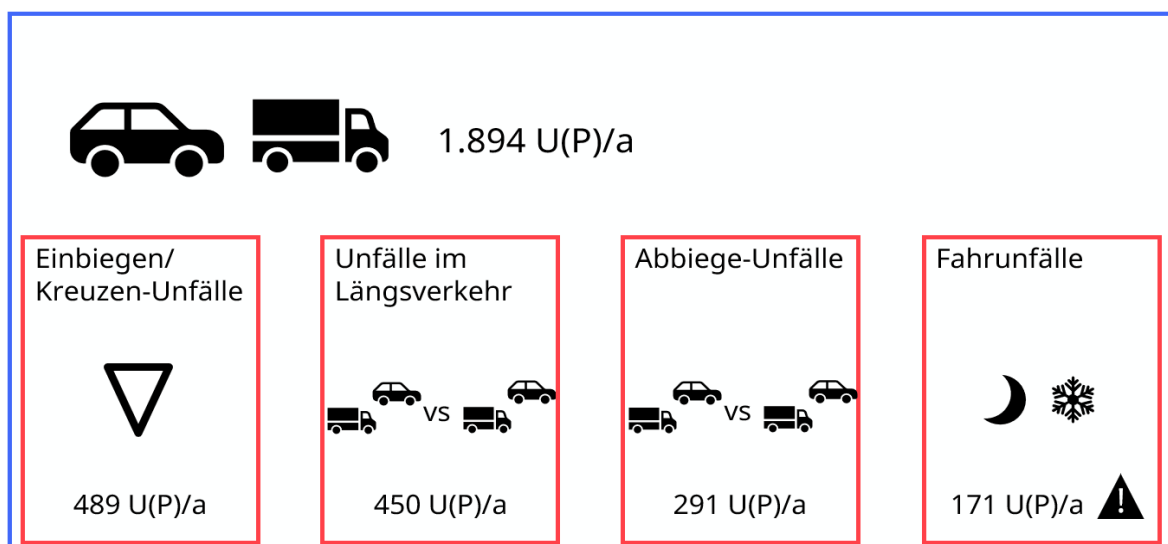 1.894 U(P)/a
Einbiegen/
Kreuzen-Unfälle
489 U(P)/a
Unfälle im
Längsverkehr
vs
450 U(P)/a
Abbiege-Unfälle
vs
291 U(P)/a
Fahrunfälle
171 U(P)/a
!